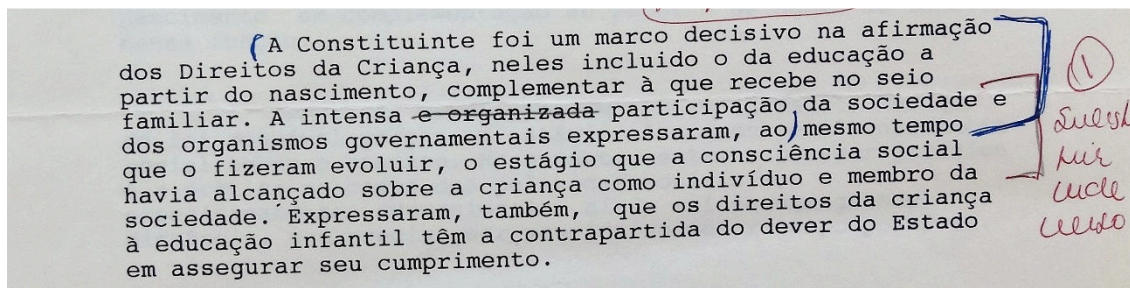 A Constituinte foi um marco decisivo na afirmação
dos Direitos da Criança, neles incluido o da educação a
partir do nascimento, complementar à que recebe no seio
familiar. A intensa e organizada participação da sociedade e
dos organismos governamentais expressaram, ao mesmo tempo
que o fizeram evoluir, o estágio que a consciência social
havia alcançado sobre a criança como indivíduo e membro da
sociedade. Expressaram, também, que os direitos da criança
à educação infantil têm a contrapartida do dever do Estado
em assegurar seu cumprimento.
1